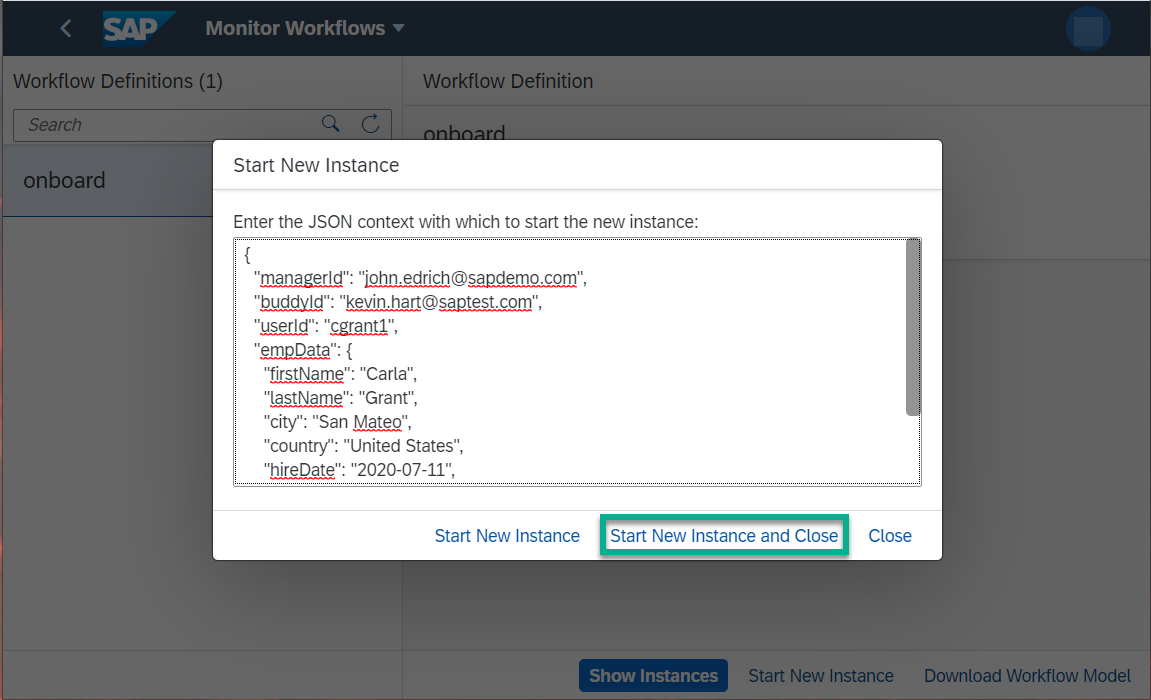 SAP Monitor Workflows
Workflow Definitions (1)
Workflow Definition
Search
onboard
onboard
Start New Instance
Enter the JSON context with which to start the new instance:
{
"managerId": "john.edrich@sapdemo.com",
"buddyId": "kevin.hart@saptest.com",
"userId": "cgrant1",
"empData": {
"firstName": "Carla",
"lastName": "Grant",
"city": "San Mateo",
"country": "United States",
"hireDate": "2020-07-11",
Start New Instance Start New Instance and Close Close
Show Instances Start New Instance Download Workflow Model